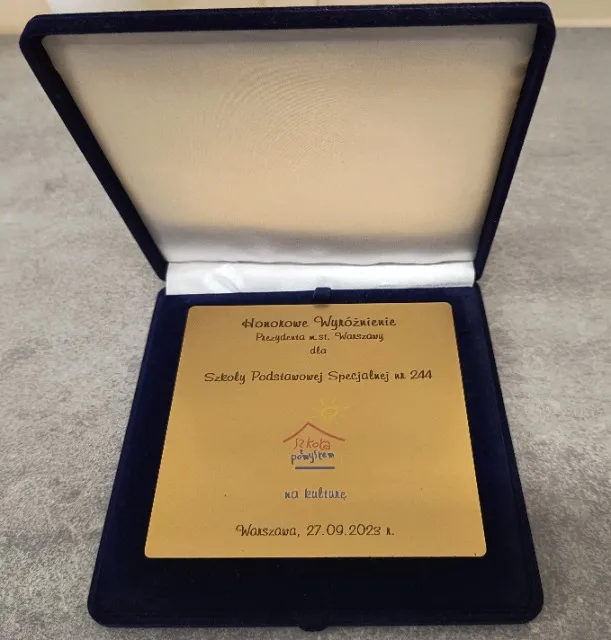 Honorowe Wyróżnienie
Prezydenta m.st. Warszawy
dla
Szkoły Podstawowej Specjalnej nr 244
Szkoła
z pomysłem
na kulturę
Warszawa, 27.09.2023 r.